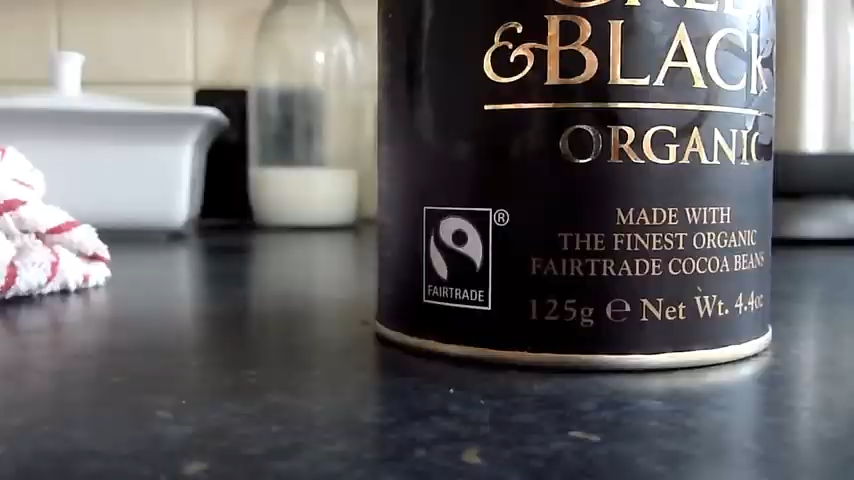 & BLACK
ORGANIC
FAIRTRADE
®
MADE WITH
THE FINEST ORGANIC
FAIRTRADE COCOA BEANS
125g ℮ Net Wt. 4.4oz